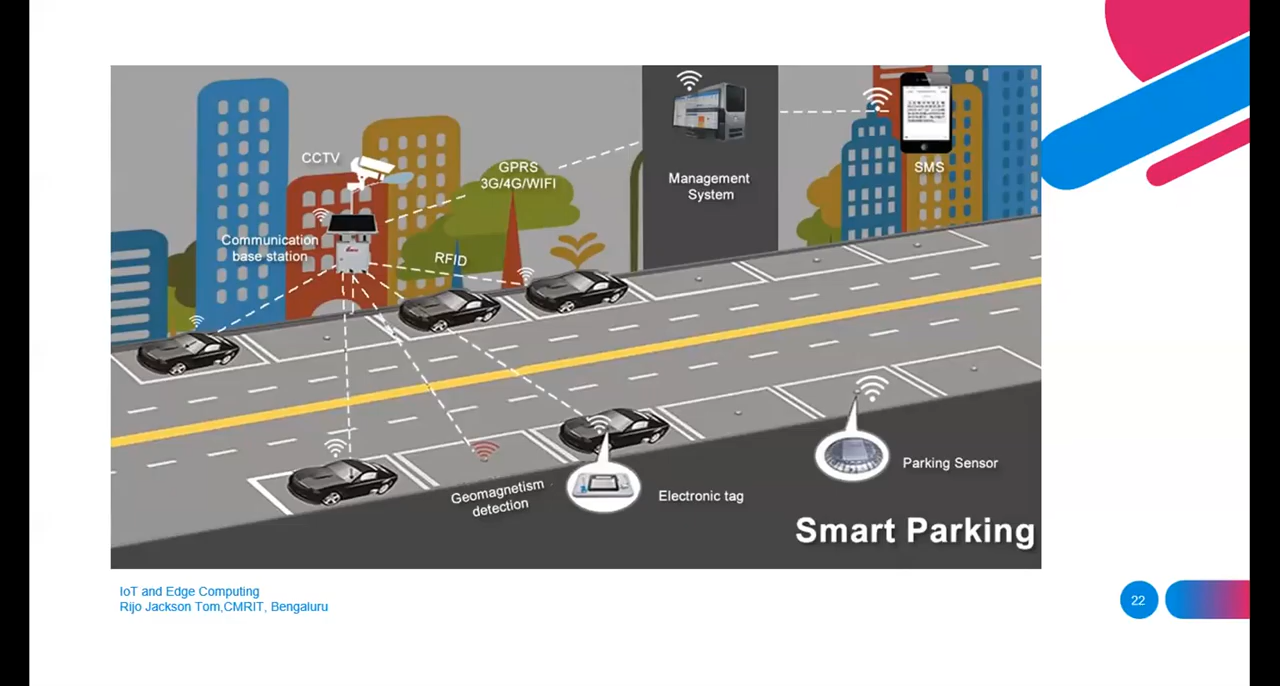 CCTV
GPRS
3G/4G/WIFI
Management
System
SMS
Communication
base station
RFID
Geomagnetism
detection
Electronic tag
Parking Sensor
Smart Parking
IoT and Edge Computing
Rijo Jackson Tom,CMRIT, Bengaluru
22